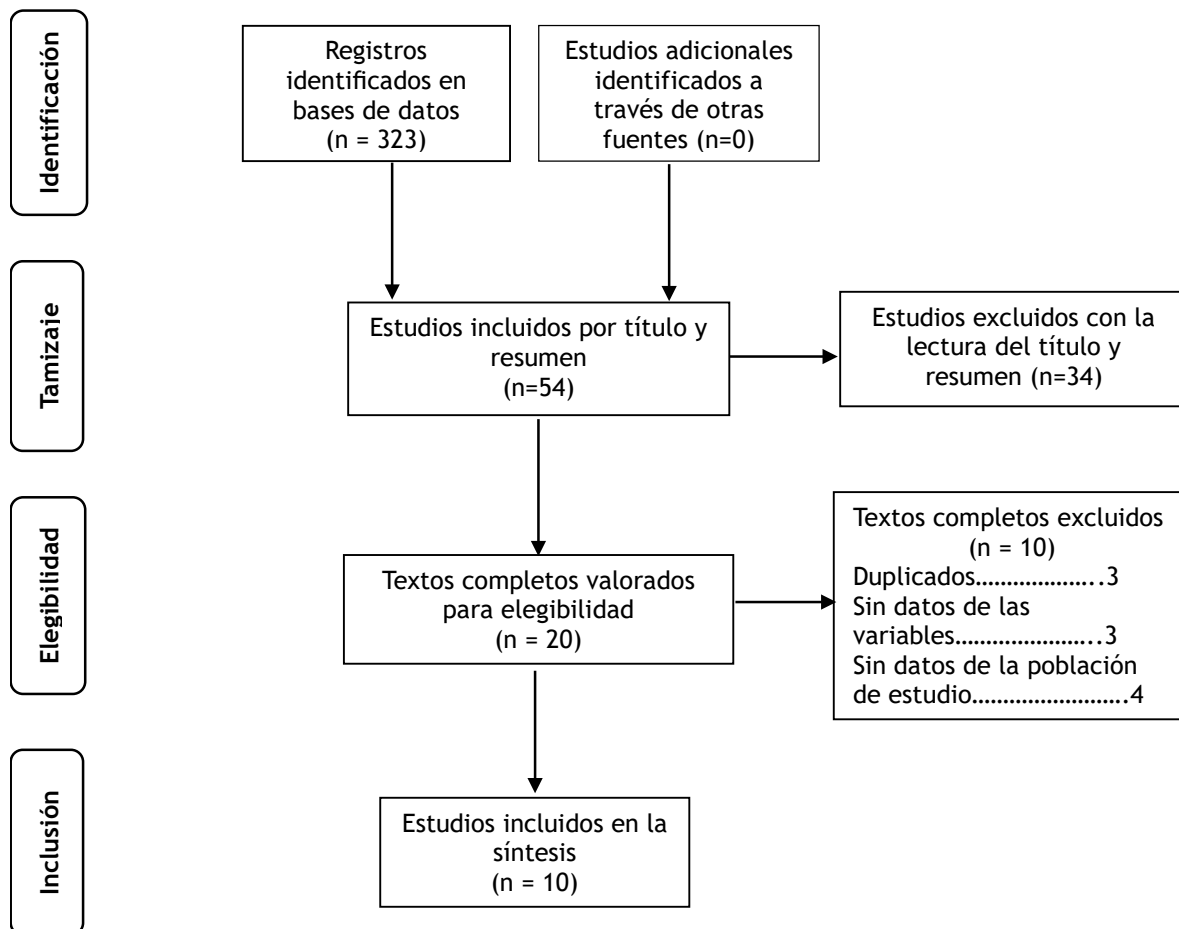 Identificación
Registros
identificados en
bases de datos
(n = 323)
Estudios adicionales
identificados a
través de otras
fuentes (n=0)
Tamizaje
Estudios incluidos por título y
resumen
(n=54)
Estudios excluidos con la
lectura del título y
resumen (n=34)
Elegibilidad
Textos completos valorados
para elegibilidad
(n = 20)
Textos completos excluidos
(n = 10)
Duplicados………………..3
Sin datos de las
variables…………………..3
Sin datos de la población
de estudio……………………..4
Inclusión
Estudios incluidos en la
síntesis
(n = 10)